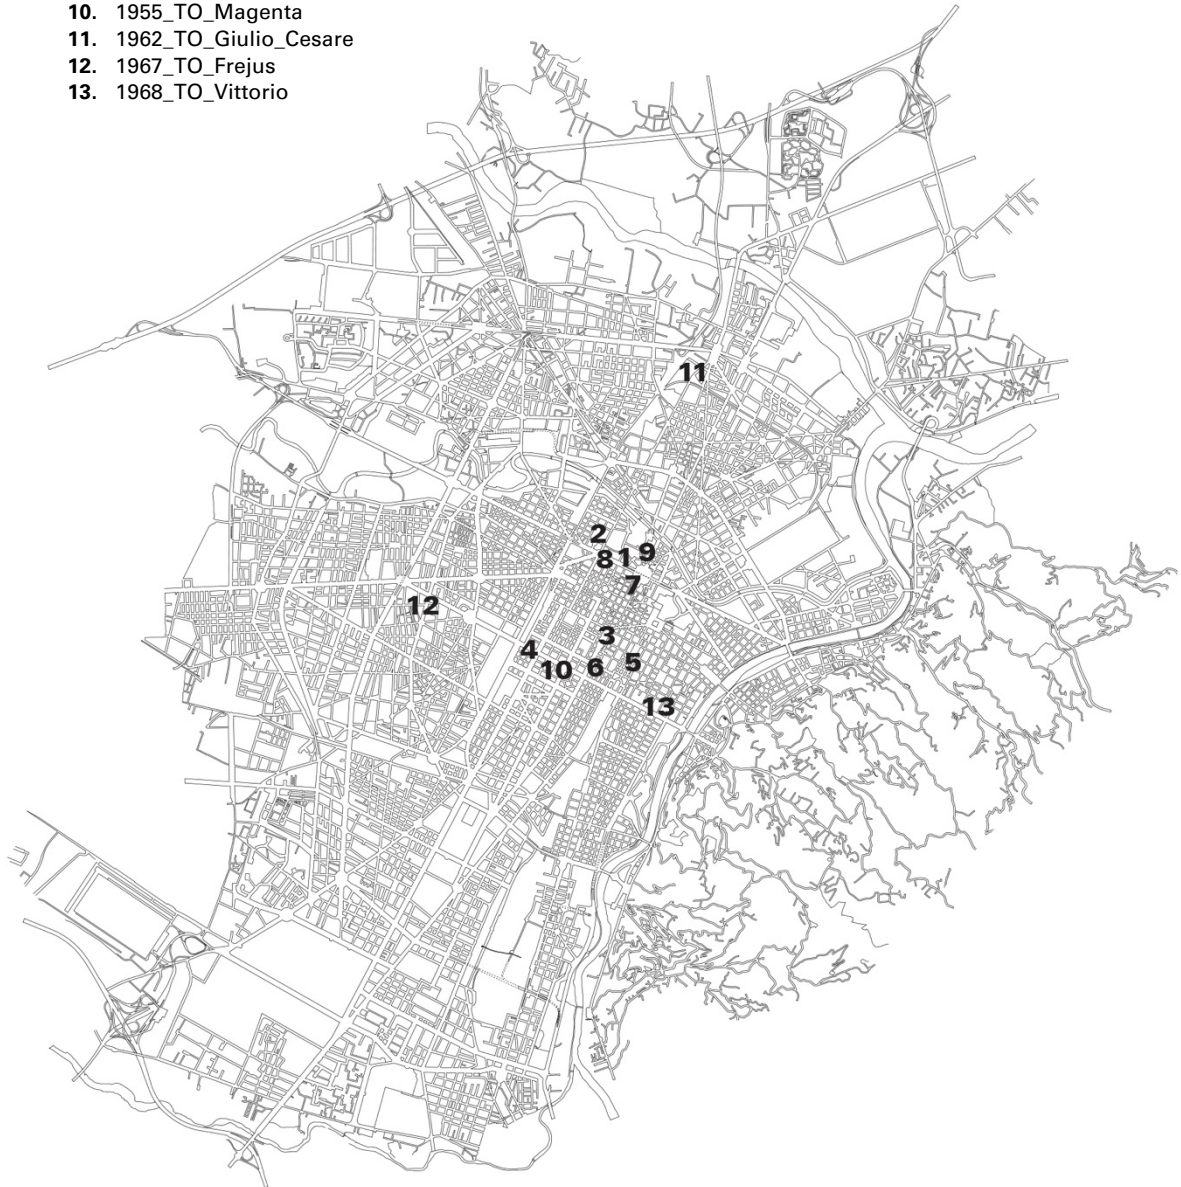 10. 1955_TO_Magenta
11. 1962_TO_Giulio_Cesare
12. 1967_TO_Frejus
13. 1968_TO_Vittorio
11
2
8 1 9
7
12
3
4
10 6 5
13